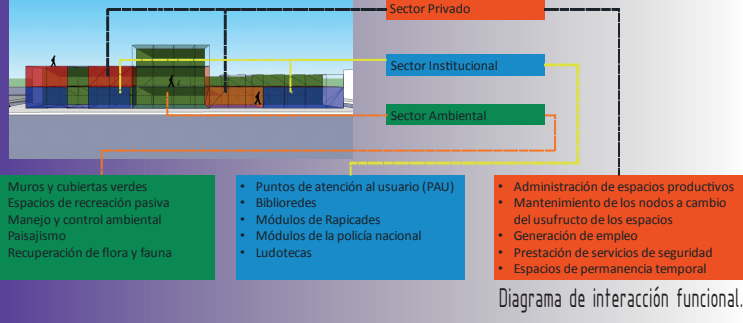 Sector Privado
Sector Institucional
Sector Ambiental
Muros y cubiertas verdes
Espacios de recreación pasiva
Manejo y control ambiental
Paisajismo
Recuperación de flora y fauna
• Puntos de atención al usuario (PAU)
• Biblioredes
• Módulos de Rapicades
• Módulos de la policía nacional
• Ludotecas
• Administración de espacios productivos
• Mantenimiento de los nodos a cambio
del usufructo de los espacios
• Generación de empleo
• Prestación de servicios de seguridad
• Espacios de permanencia temporal
Diagrama de interacción funcional.